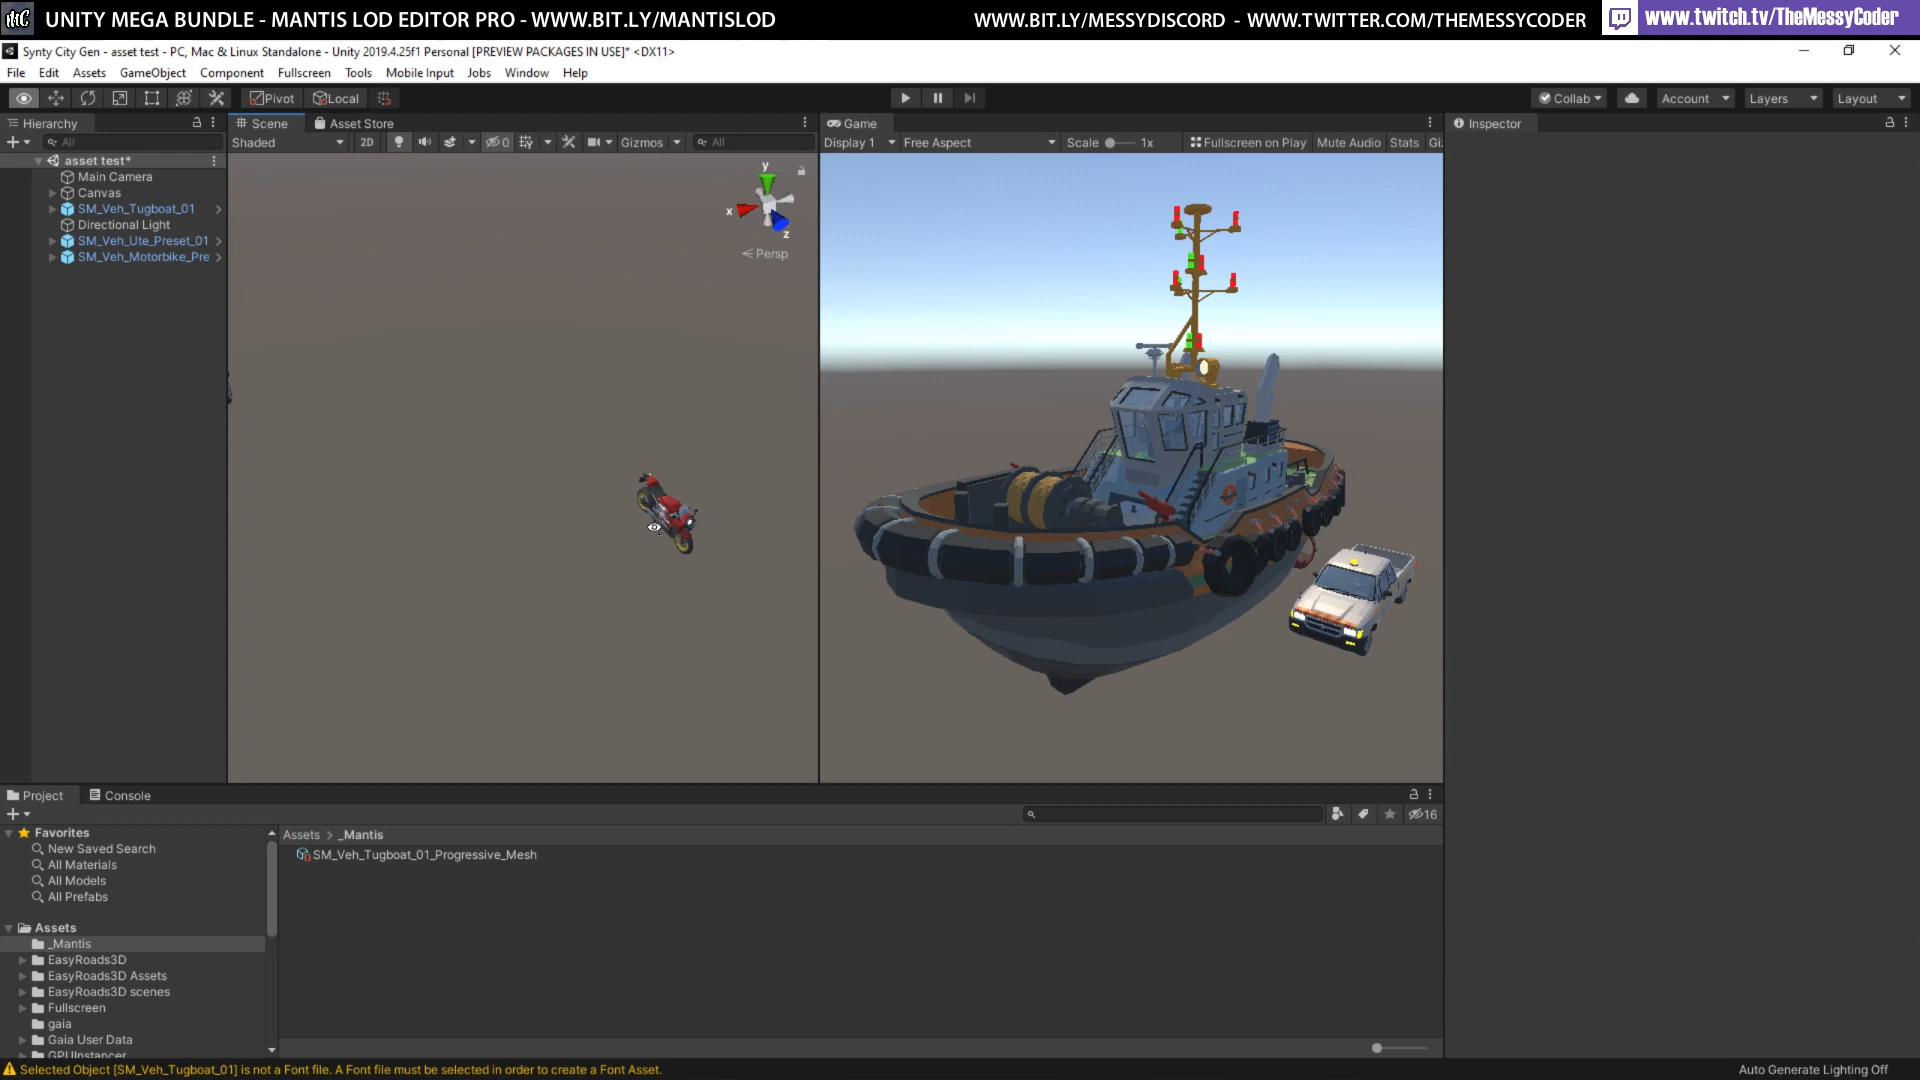 UNITY MEGA BUNDLE - MANTIS LOD EDITOR PRO - WWW.BIT.LY/MANTISLOD
WWW.BIT.LY/MESSYDISCORD - WWW.TWITTER.COM/THEMESSYCODER
www.twitch.tv/TheMessyCoder
Synty City Gen - asset test - PC, Mac & Linux Standalone - Unity 2019.4.25f1 Personal [PREVIEW PACKAGES IN USE]* <DX11>
File Edit Assets GameObject Component Fullscreen Tools Mobile Input Jobs Window Help
Pivot Local Collab Account Layers Layout
Hierarchy
All
asset test*
Main Camera
Canvas
SM_Veh_Tugboat_01
Directional Light
SM_Veh_Ute_Preset_01
SM_Veh_Motorbike_Pre
Scene Asset Store
Shaded 2D 0 Gizmos All
y
x
z
Persp
Game
Display 1 Free Aspect Scale 1x Fullscreen on Play Mute Audio Stats Gi
Inspector
Project Console
16
Favorites
New Saved Search
All Materials
All Models
All Prefabs
Assets
_Mantis
EasyRoads3D
EasyRoads3D Assets
EasyRoads3D scenes
Fullscreen
gaia
Gaia User Data
GPUInstancer
Assets > _Mantis
SM_Veh_Tugboat_01_Progressive_Mesh
Selected Object [SM_Veh_Tugboat_01] is not a Font file. A Font file must be selected in order to create a Font Asset.
Auto Generate Lighting Off